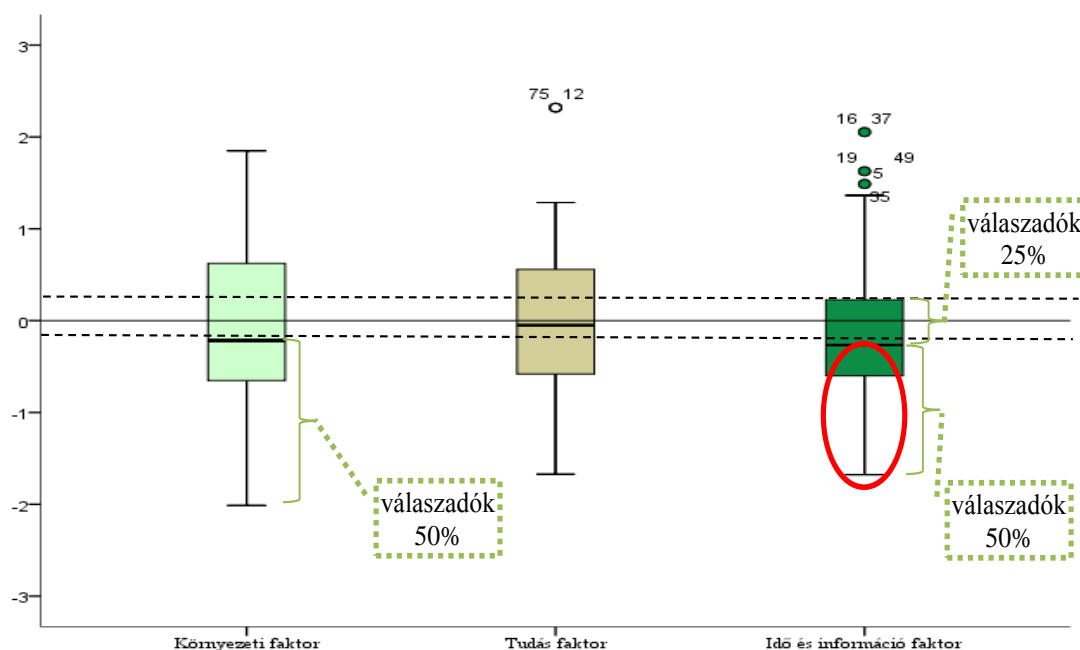 3
2
1
0
-1
-2
-3
75 12
16 37
19 49
5
35
válaszadók
25%
válaszadók
50%
válaszadók
50%
Környezeti faktor
Tudás faktor
Idő és információ faktor